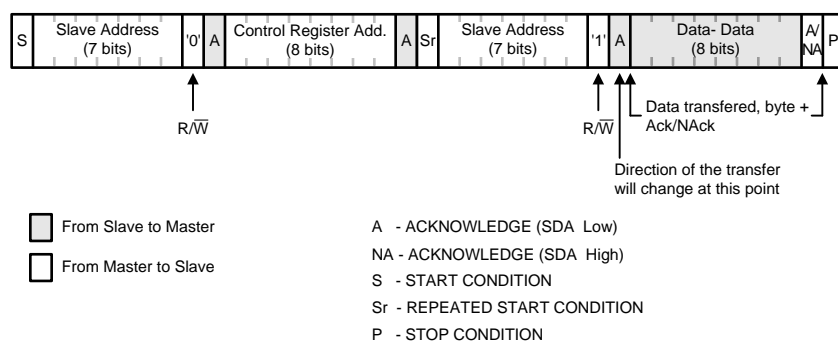 S Slave Address (7 bits) '0' A Control Register Add. (8 bits) A Sr Slave Address (7 bits) '1' A Data- Data (8 bits) A/NA P
R/W̅
R/W̅
Data transfered, byte +
Ack/NAck
Direction of the transfer
will change at this point
From Slave to Master
From Master to Slave
A - ACKNOWLEDGE (SDA Low)
NA - ACKNOWLEDGE (SDA High)
S - START CONDITION
Sr - REPEATED START CONDITION
P - STOP CONDITION